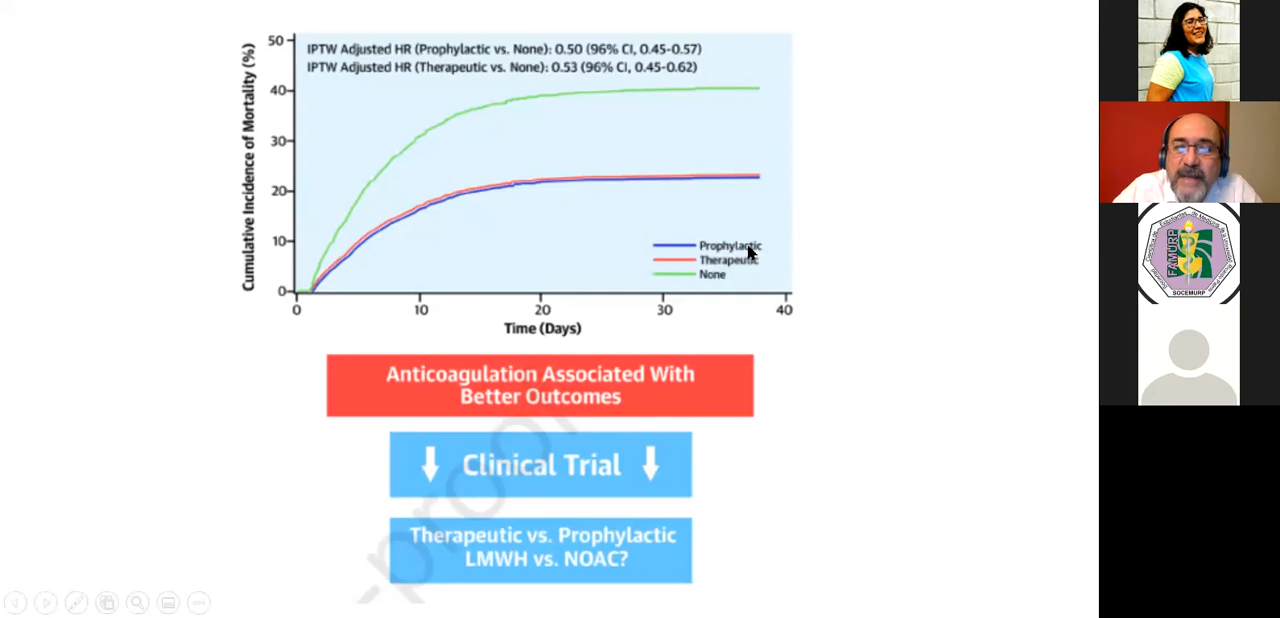 50
40
30
20
10
0
Cumulative Incidence of Mortality (%)
IPTW Adjusted HR (Prophylactic vs. None): 0.50 (96% CI, 0.45-0.57)
IPTW Adjusted HR (Therapeutic vs. None): 0.53 (96% CI, 0.45-0.62)
Prophylactic
Therapeutic
None
0 10 20 30 40
Time (Days)
Anticoagulation Associated With
Better Outcomes
Clinical Trial
Therapeutic vs. Prophylactic
LMWH vs. NOAC?
FAMURP
SOCEMURP